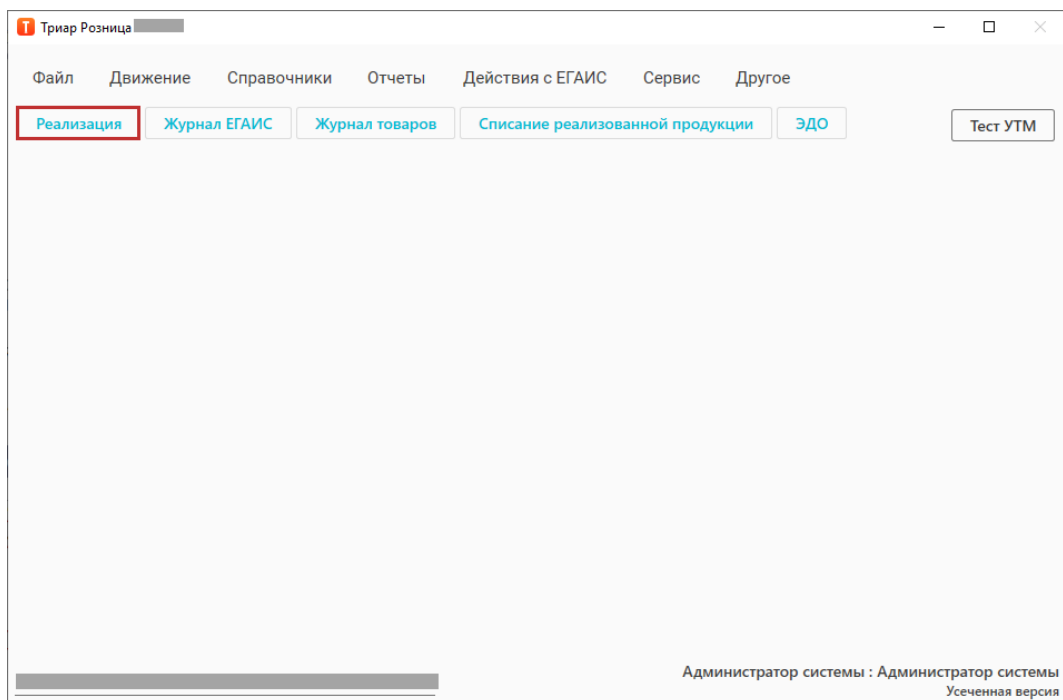 Триар Розница
Файл Движение Справочники Отчеты Действия с ЕГАИС Сервис Другое
Реализация Журнал ЕГАИС Журнал товаров Списание реализованной продукции ЭДО Тест УТМ
Администратор системы : Администратор системы
Усеченная версия